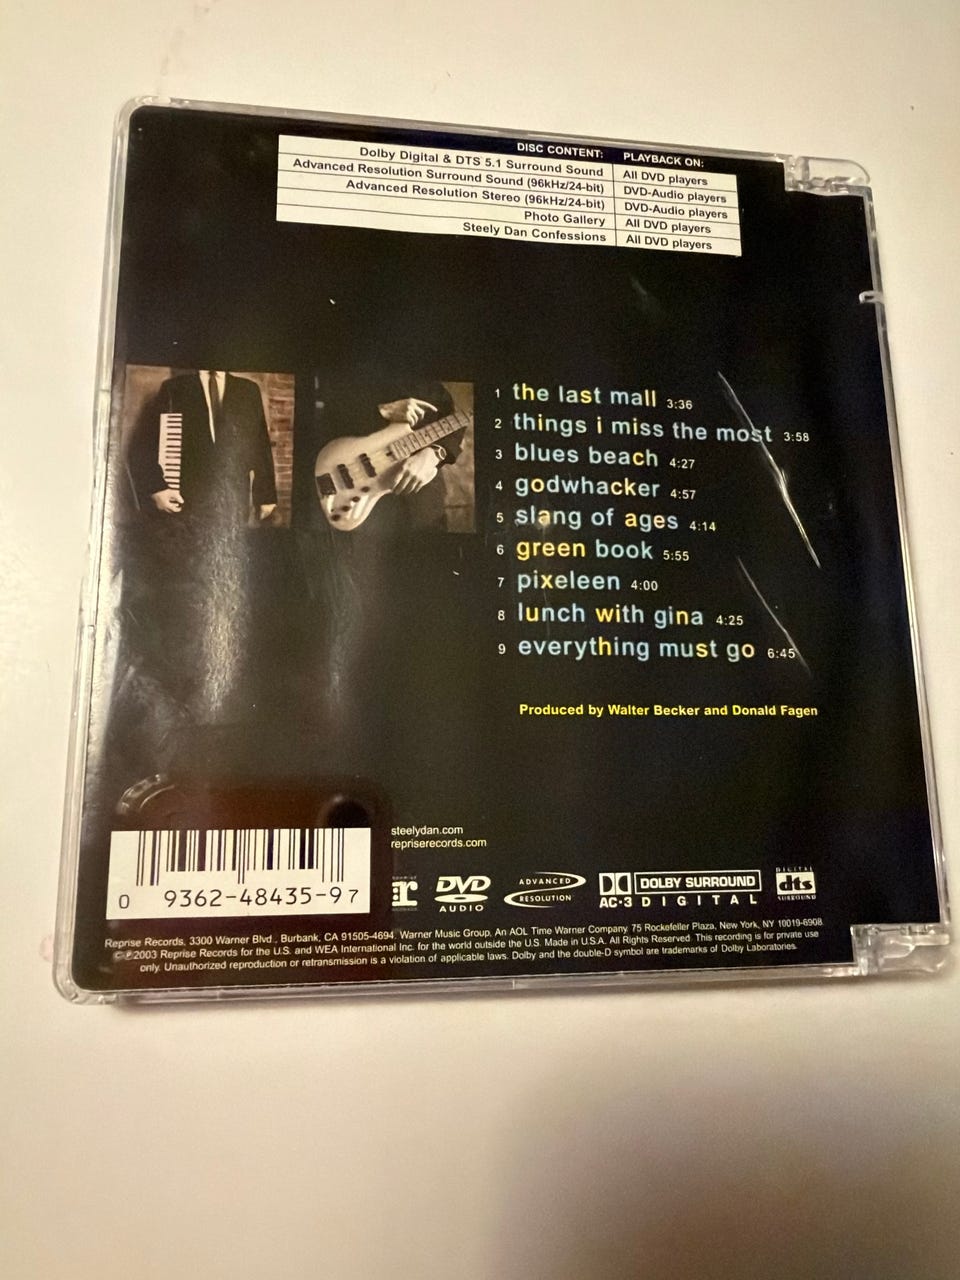 DISC CONTENT: PLAYBACK ON:
Dolby Digital & DTS 5.1 Surround Sound All DVD players
Advanced Resolution Surround Sound (96kHz/24-bit) DVD-Audio players
Advanced Resolution Stereo (96kHz/24-bit) DVD-Audio players
Photo Gallery All DVD players
Steely Dan Confessions All DVD players
1 the last mall 3:36
2 things i miss the most 3:58
3 blues beach 4:27
4 godwhacker 4:57
5 slang of ages 4:14
6 green book 5:55
7 pixeleen 4:00
8 lunch with gina 4:25
9 everything must go 6:45
Produced by Walter Becker and Donald Fagen
steelydan.com
repriserecords.com
0 9362-48435-9 7
r
DVD
AUDIO
ADVANCED
RESOLUTION
DOLBY SURROUND
AC-3 DIGITAL
DIGITAL
dts
SURROUND
Reprise Records, 3300 Warner Blvd., Burbank, CA 91505-4694. Warner Music Group, An AOL Time Warner Company. 75 Rockefeller Plaza, New York, NY 10019-6908.
©℗2003 Reprise Records for the U.S. and WEA International Inc. for the world outside the U.S. Made in U.S.A. All Rights Reserved. This recording is for private use
only. Unauthorized reproduction or retransmission is a violation of applicable laws. Dolby and the double-D symbol are trademarks of Dolby Laboratories.